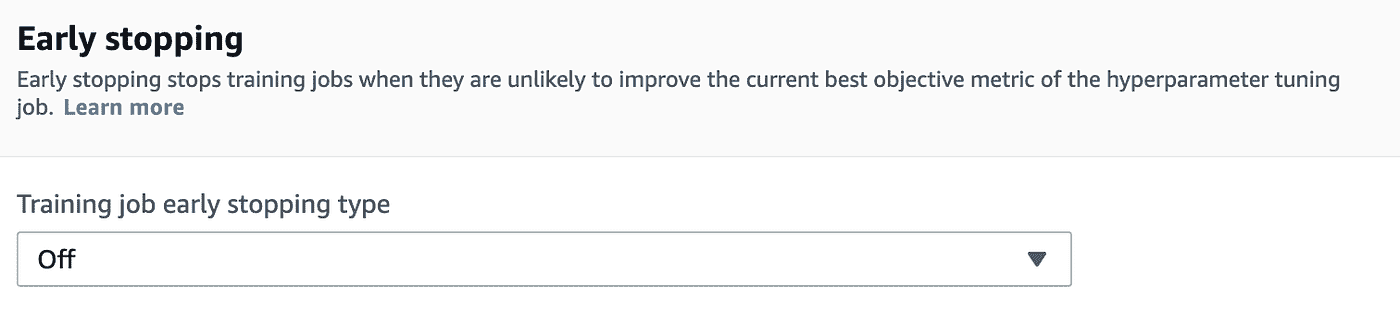 Early stopping
Early stopping stops training jobs when they are unlikely to improve the current best objective metric of the hyperparameter tuning
job. Learn more
Training job early stopping type
Off